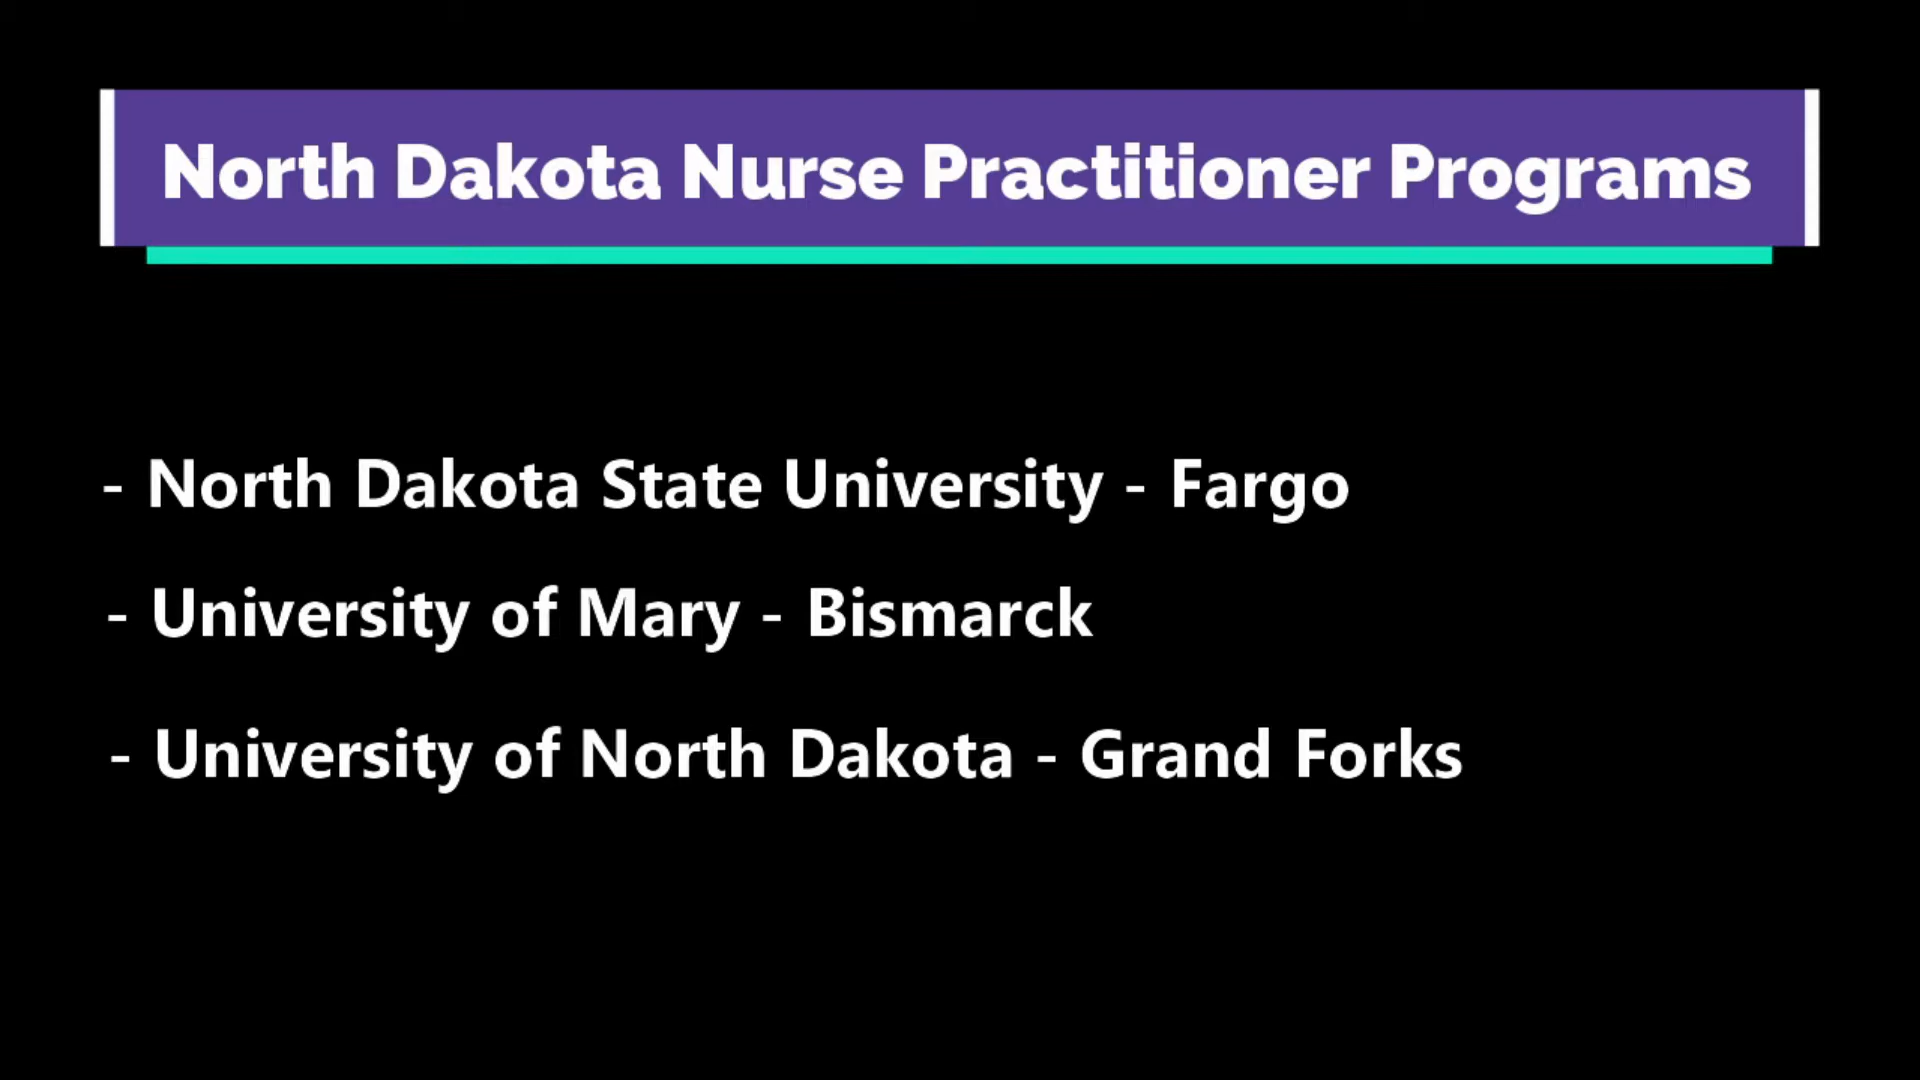 North Dakota Nurse Practitioner Programs
- North Dakota State University - Fargo
- University of Mary - Bismarck
- University of North Dakota - Grand Forks